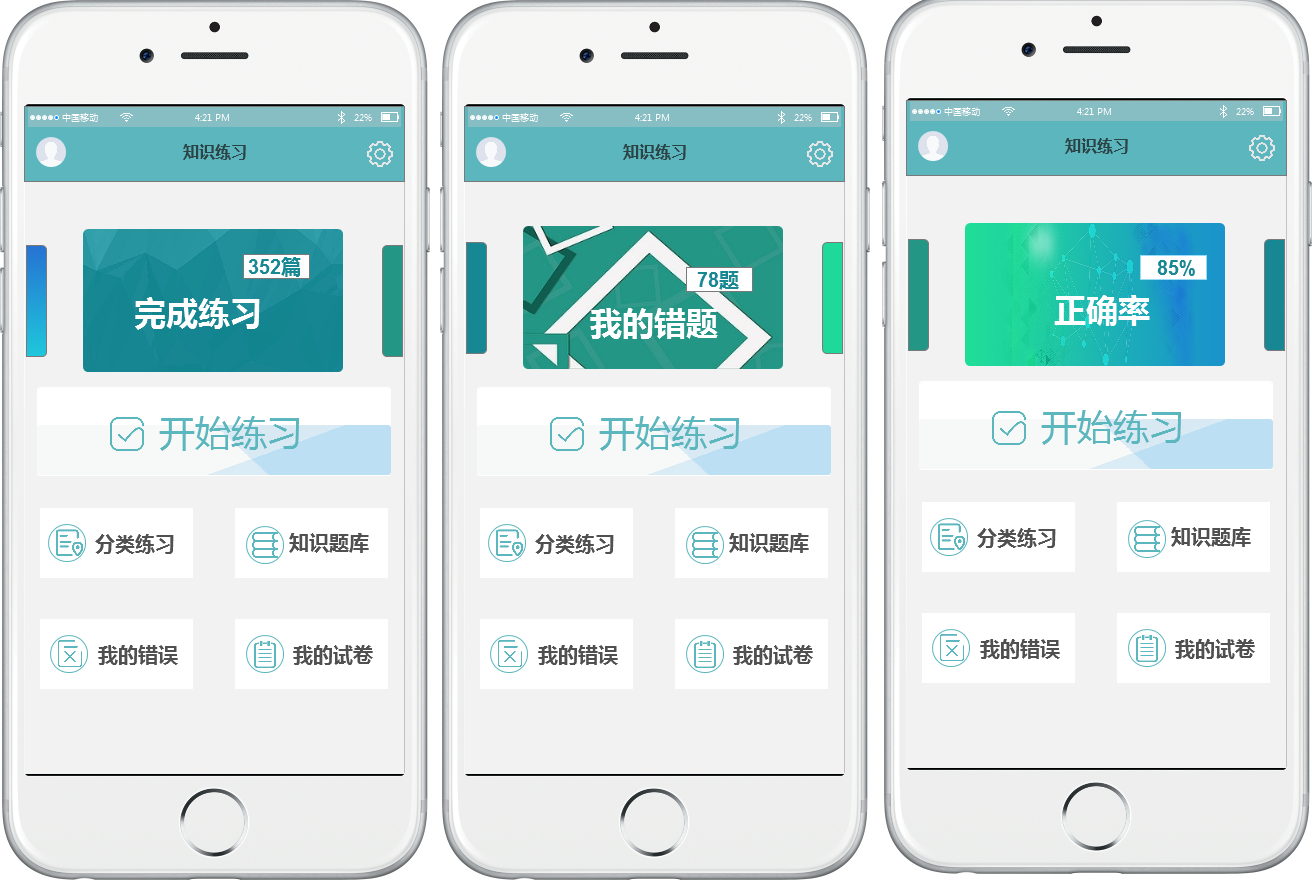 中国移动 4:21 PM 22%
知识练习
352篇
完成练习
开始练习
分类练习 知识题库
我的错误 我的试卷
中国移动 4:21 PM 22%
知识练习
78题
我的错题
开始练习
分类练习 知识题库
我的错误 我的试卷
中国移动 4:21 PM 22%
知识练习
85%
正确率
开始练习
分类练习 知识题库
我的错误 我的试卷